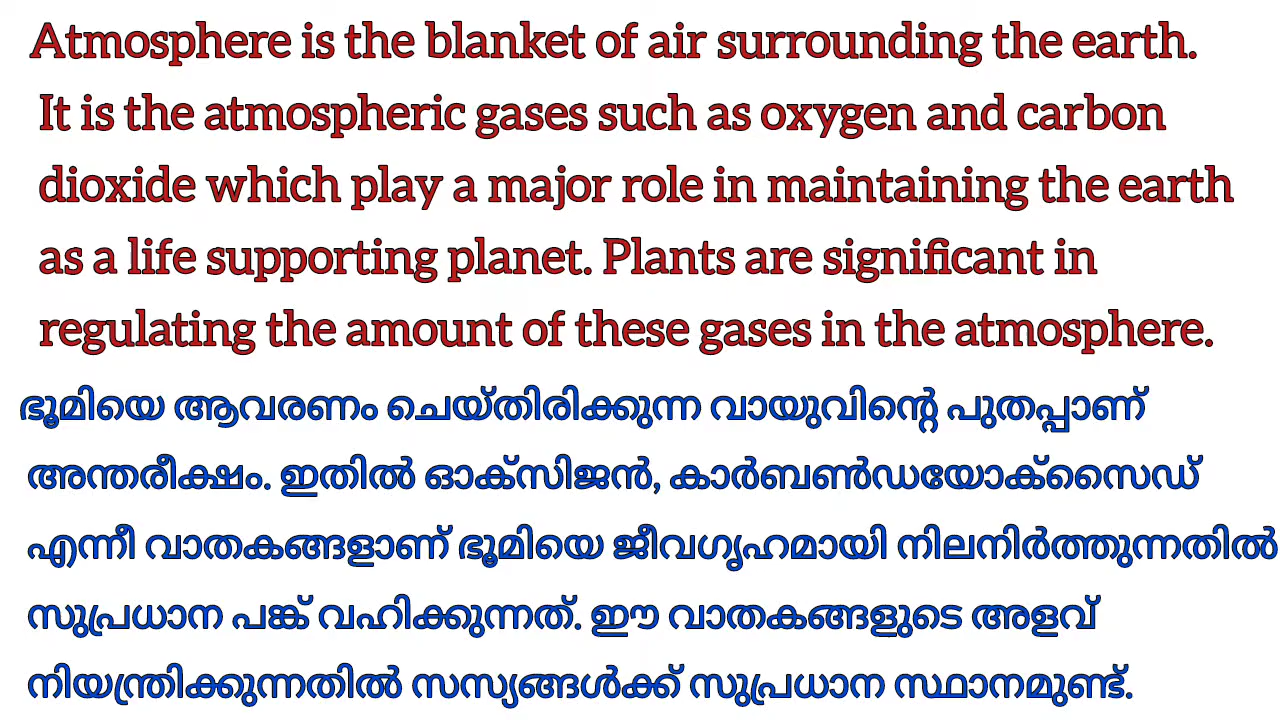 Atmosphere is the blanket of air surrounding the earth.
It is the atmospheric gases such as oxygen and carbon
dioxide which play a major role in maintaining the earth
as a life supporting planet. Plants are significant in
regulating the amount of these gases in the atmosphere.
ഭൂമിയെ ആവരണം ചെയ്തിരിക്കുന്ന വായുവിന്റെ പുതപ്പാണ്
അന്തരീക്ഷം. ഇതിൽ ഓക്സിജൻ, കാർബൺഡയോക്സൈഡ്
എന്നീ വാതകങ്ങളാണ് ഭൂമിയെ ജീവഗൃഹമായി നിലനിർത്തുന്നതിൽ
സുപ്രധാന പങ്ക് വഹിക്കുന്നത്. ഈ വാതകങ്ങളുടെ അളവ്
നിയന്ത്രിക്കുന്നതിൽ സസ്യങ്ങൾക്ക് സുപ്രധാന സ്ഥാനമുണ്ട്.